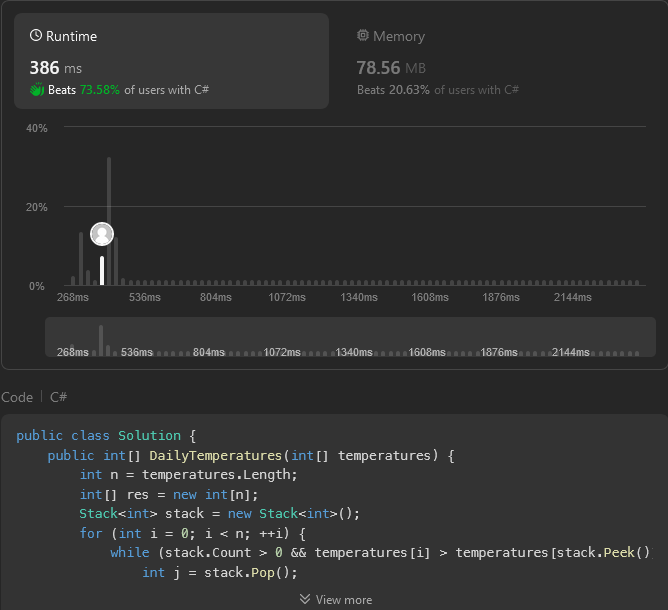 Runtime
386 ms
Beats 73.58% of users with C#
Memory
78.56 MB
Beats 20.63% of users with C#
40%
20%
0%
268ms 536ms 804ms 1072ms 1340ms 1608ms 1876ms 2144ms
268ms 536ms 804ms 1072ms 1340ms 1608ms 1876ms 2144ms
Code | C#
public class Solution {
    public int[] DailyTemperatures(int[] temperatures) {
        int n = temperatures.Length;
        int[] res = new int[n];
        Stack<int> stack = new Stack<int>();
        for (int i = 0; i < n; ++i) {
            while (stack.Count > 0 && temperatures[i] > temperatures[stack.Peek()
                int j = stack.Pop();
View more